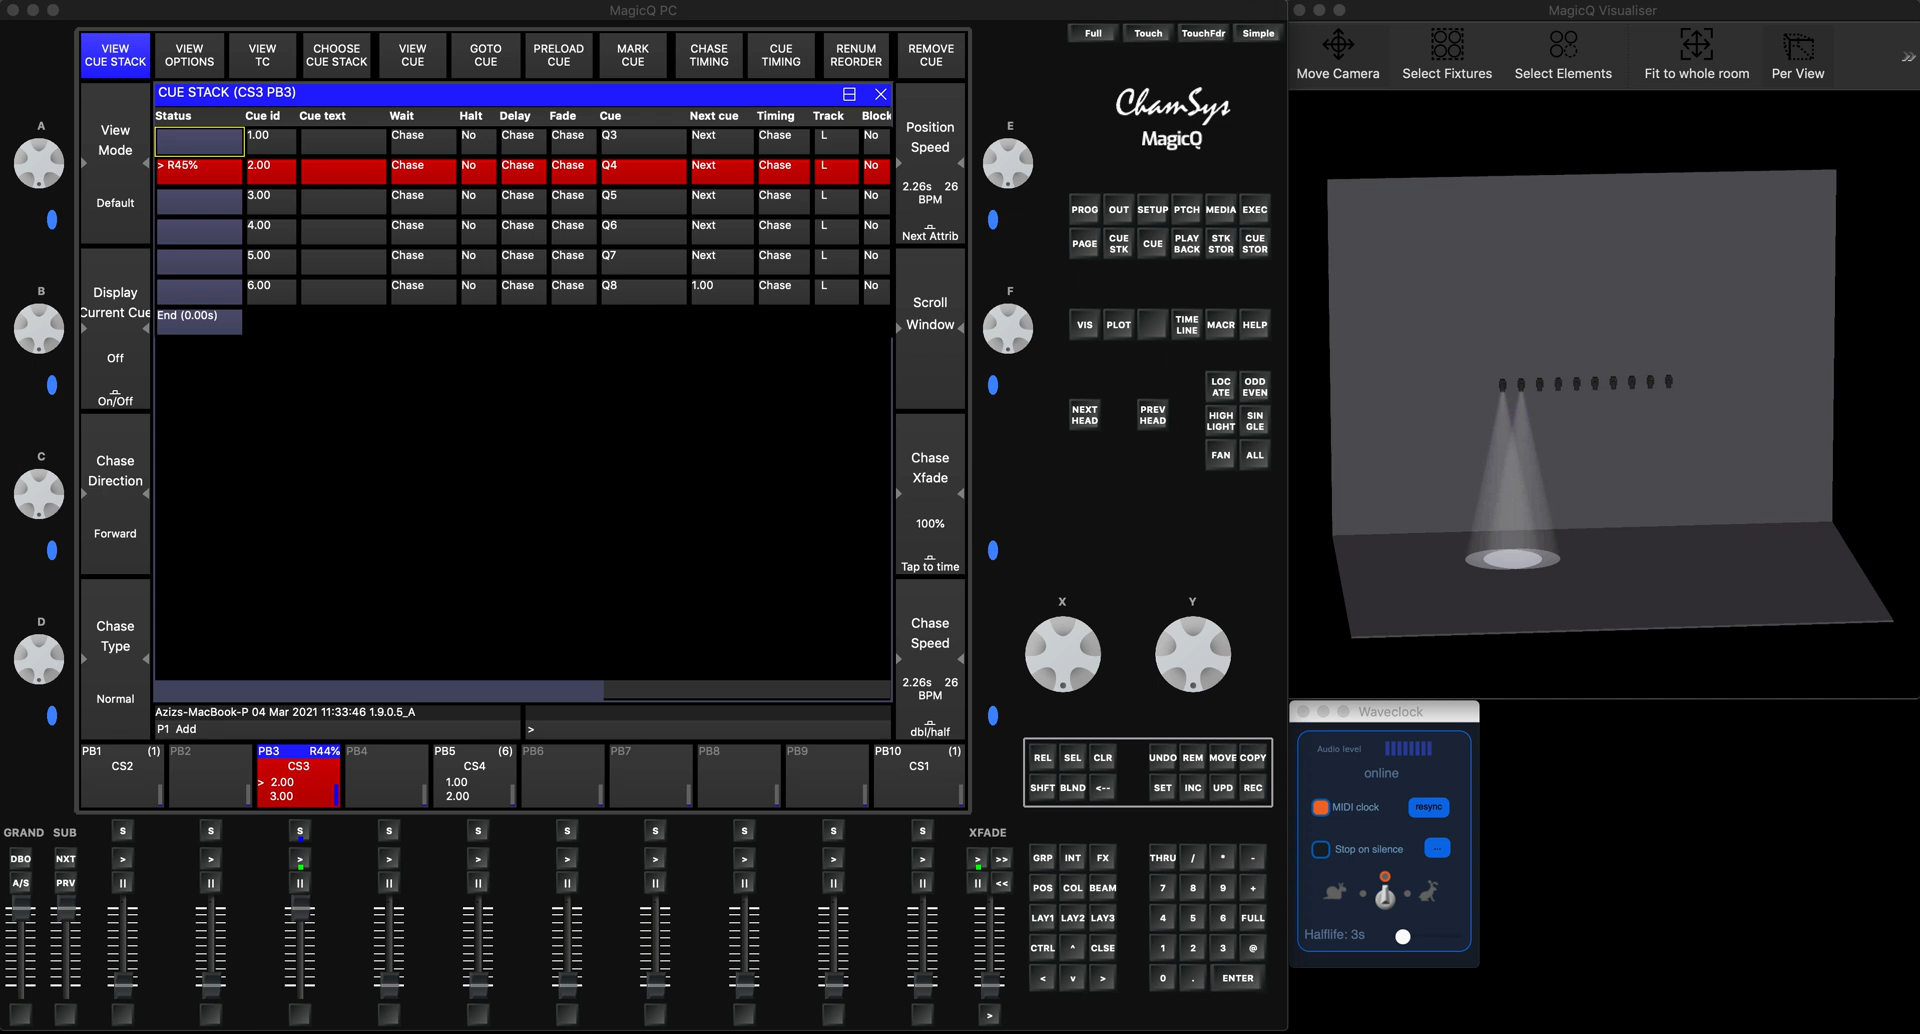 MagicQ PC
MagicQ Visualiser
Full
Touch
TouchFdr
Simple
VIEW
CUE STACK
VIEW
OPTIONS
VIEW
TC
CHOOSE
CUE STACK
VIEW
CUE
GOTO
CUE
PRELOAD
CUE
MARK
CUE
CHASE
TIMING
CUE
TIMING
RENUM
REORDER
REMOVE
CUE
Move Camera
Select Fixtures
Select Elements
Fit to whole room
Per View
»
CUE STACK (CS3 PB3)
Status Cue id Cue text Wait Halt Delay Fade Cue Next cue Timing Track Block
1.00 Chase No Chase Chase Q3 Next Chase L No
> R45% 2.00 Chase No Chase Chase Q4 Next Chase L No
3.00 Chase No Chase Chase Q5 Next Chase L No
4.00 Chase No Chase Chase Q6 Next Chase L No
5.00 Chase No Chase Chase Q7 Next Chase L No
6.00 Chase No Chase Chase Q8 1.00 Chase L No
End (0.00s)
A
View
Mode
Default
B
Display
Current Cue
Off
On/Off
C
Chase
Direction
Forward
D
Chase
Type
Normal
Position
Speed
2.26s 26
BPM
Next Attrib
Scroll
Window
Chase
Xfade
100%
Tap to time
Chase
Speed
2.26s 26
BPM
dbl/half
E
F
X
Y
ChamSys
MagicQ
PROG OUT SETUP PTCH MEDIA EXEC
PAGE CUE STK CUE PLAY BACK STK STOR CUE STOR
VIS PLOT TIME LINE MACR HELP
NEXT HEAD PREV HEAD LOC ATE ODD EVEN
HIGH LIGHT SIN GLE
FAN ALL
Azizs-MacBook-P 04 Mar 2021 11:33:46 1.9.0.5_A
P1 Add
>
PB1 (1) PB2 PB3 R44% PB4 PB5 (6) PB6 PB7 PB8 PB9 PB10 (1)
CS2 CS3 CS4 CS1
> 2.00 1.00
3.00 2.00
REL SEL CLR UNDO REM MOVE COPY
SHFT BLND <-- SET INC UPD REC
GRAND SUB S S S S S S S S S S XFADE
DBO NXT > > > > > > > > > > > >>
A/S PRV II II II II II II II II II II II <<
>
GRP INT FX THRU / * -
POS COL BEAM 7 8 9 +
LAY1 LAY2 LAY3 4 5 6 FULL
CTRL ^ CLSE 1 2 3 @
< v > 0 . ENTER
Waveclock
Audio level
online
MIDI clock
resync
Stop on silence
...
Halflife: 3s